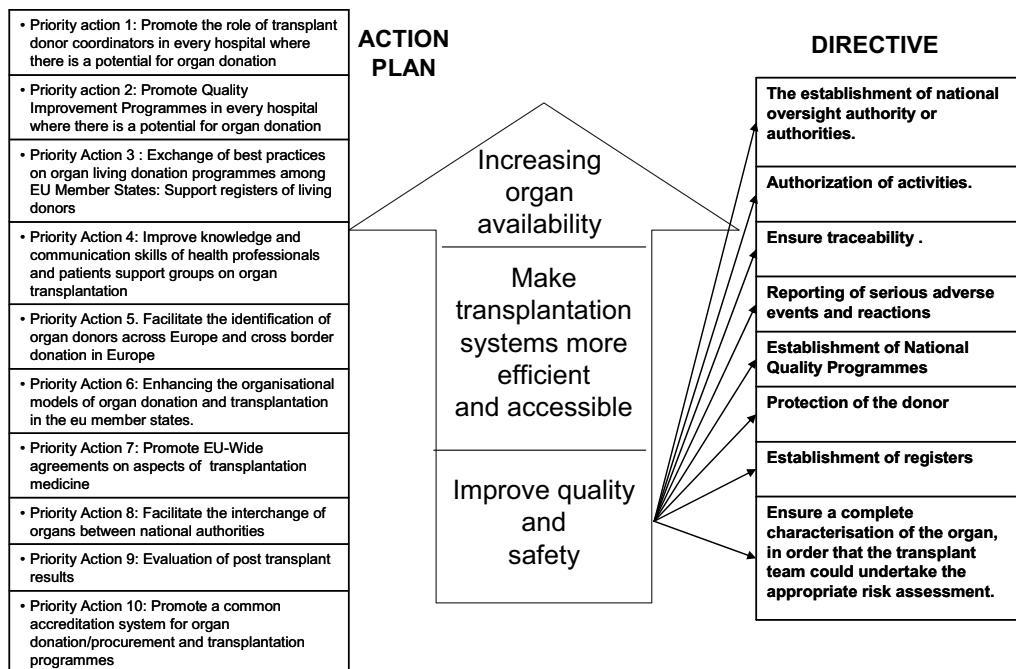 • Priority action 1: Promote the role of transplant
donor coordinators in every hospital where
there is a potential for organ donation
• Priority action 2: Promote Quality
Improvement Programmes in every hospital
where there is a potential for organ donation
• Priority Action 3 : Exchange of best practices
on organ living donation programmes among
EU Member States: Support registers of living
donors
• Priority Action 4: Improve knowledge and
communication skills of health professionals
and patients support groups on organ
transplantation
• Priority Action 5. Facilitate the identification of
organ donors across Europe and cross border
donation in Europe
• Priority Action 6: Enhancing the organisational
models of organ donation and transplantation
in the eu member states.
• Priority Action 7: Promote EU-Wide
agreements on aspects of transplantation
medicine
• Priority Action 8: Facilitate the interchange of
organs between national authorities
• Priority Action 9: Evaluation of post transplant
results
• Priority Action 10: Promote a common
accreditation system for organ
donation/procurement and transplantation
programmes
ACTION
PLAN
Increasing
organ
availability
Make
transplantation
systems more
efficient
and accessible
Improve quality
and
safety
DIRECTIVE
The establishment of national
oversight authority or
authorities.
Authorization of activities.
Ensure traceability .
Reporting of serious adverse
events and reactions
Establishment of National
Quality Programmes
Protection of the donor
Establishment of registers
Ensure a complete
characterisation of the organ,
in order that the transplant
team could undertake the
appropriate risk assessment.